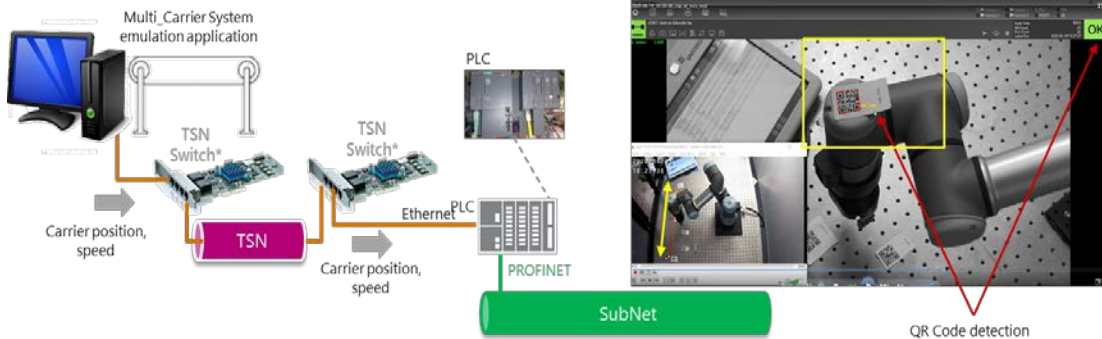 Multi_Carrier System
emulation application
PLC
TSN
Switch*
TSN
Switch*
Ethernet
PLC
Carrier position,
speed
TSN
Carrier position,
speed
PROFINET
SubNet
OK
QR Code detection